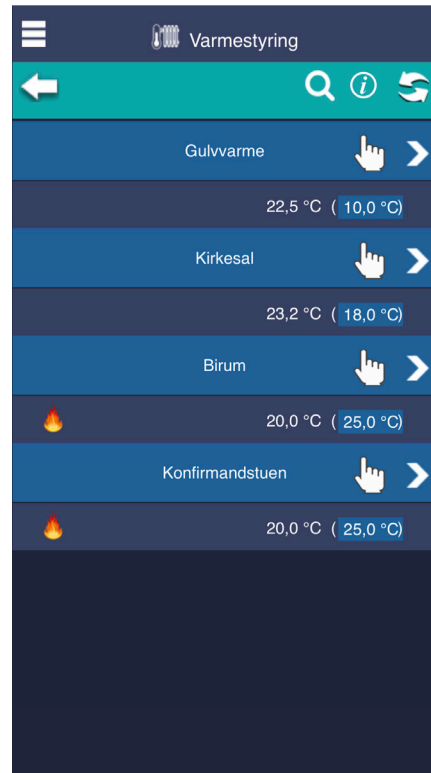 Varmestyring
Gulvvarme
22,5 °C ( 10,0 °C)
Kirkesal
23,2 °C ( 18,0 °C)
Birum
20,0 °C ( 25,0 °C)
Konfirmandstuen
20,0 °C ( 25,0 °C)